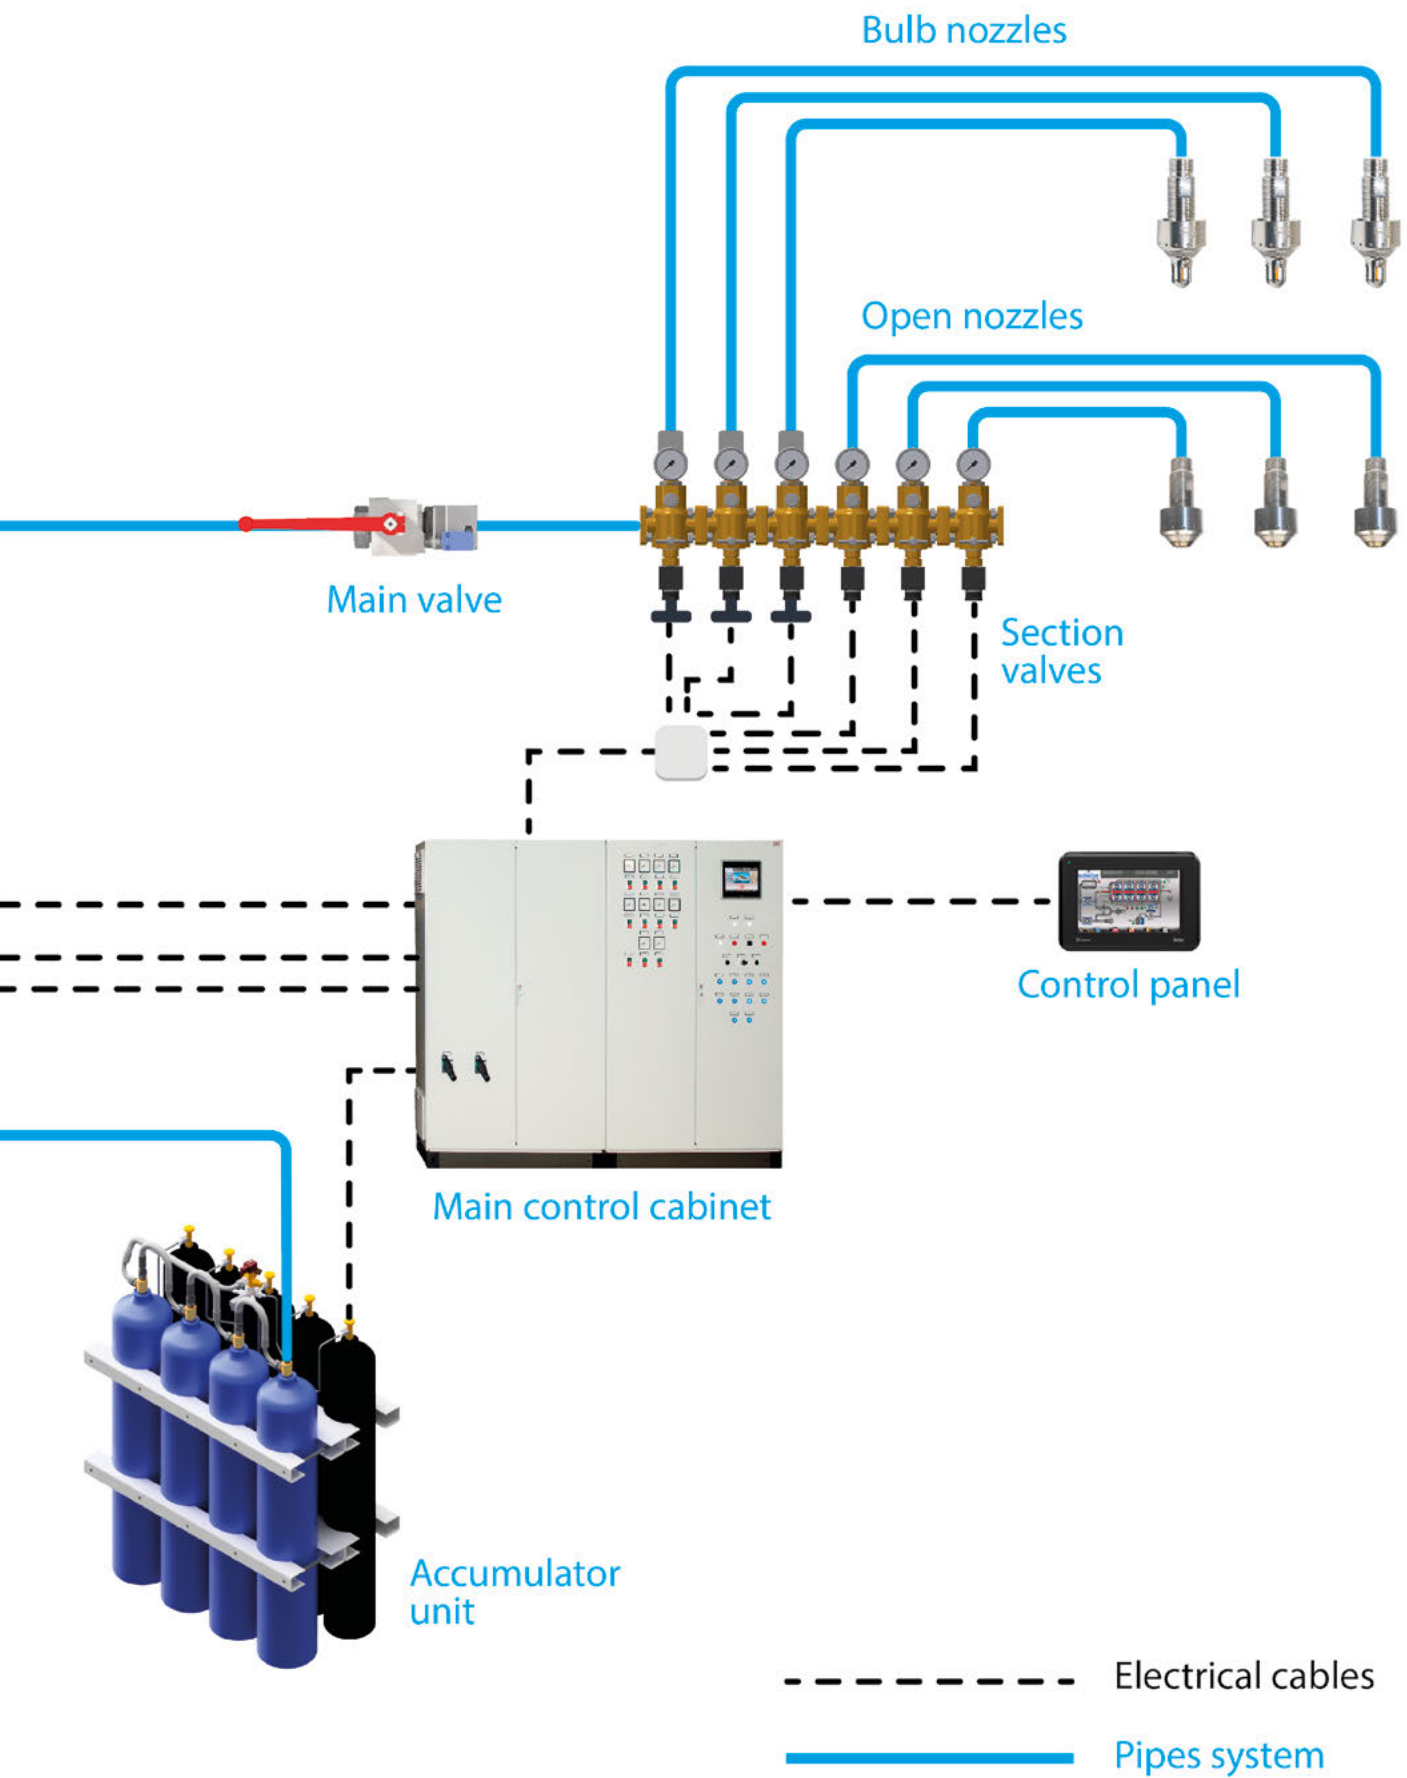 Bulb nozzles
Open nozzles
Main valve
Section
valves
Control panel
Main control cabinet
Accumulator
unit
Electrical cables
Pipes system